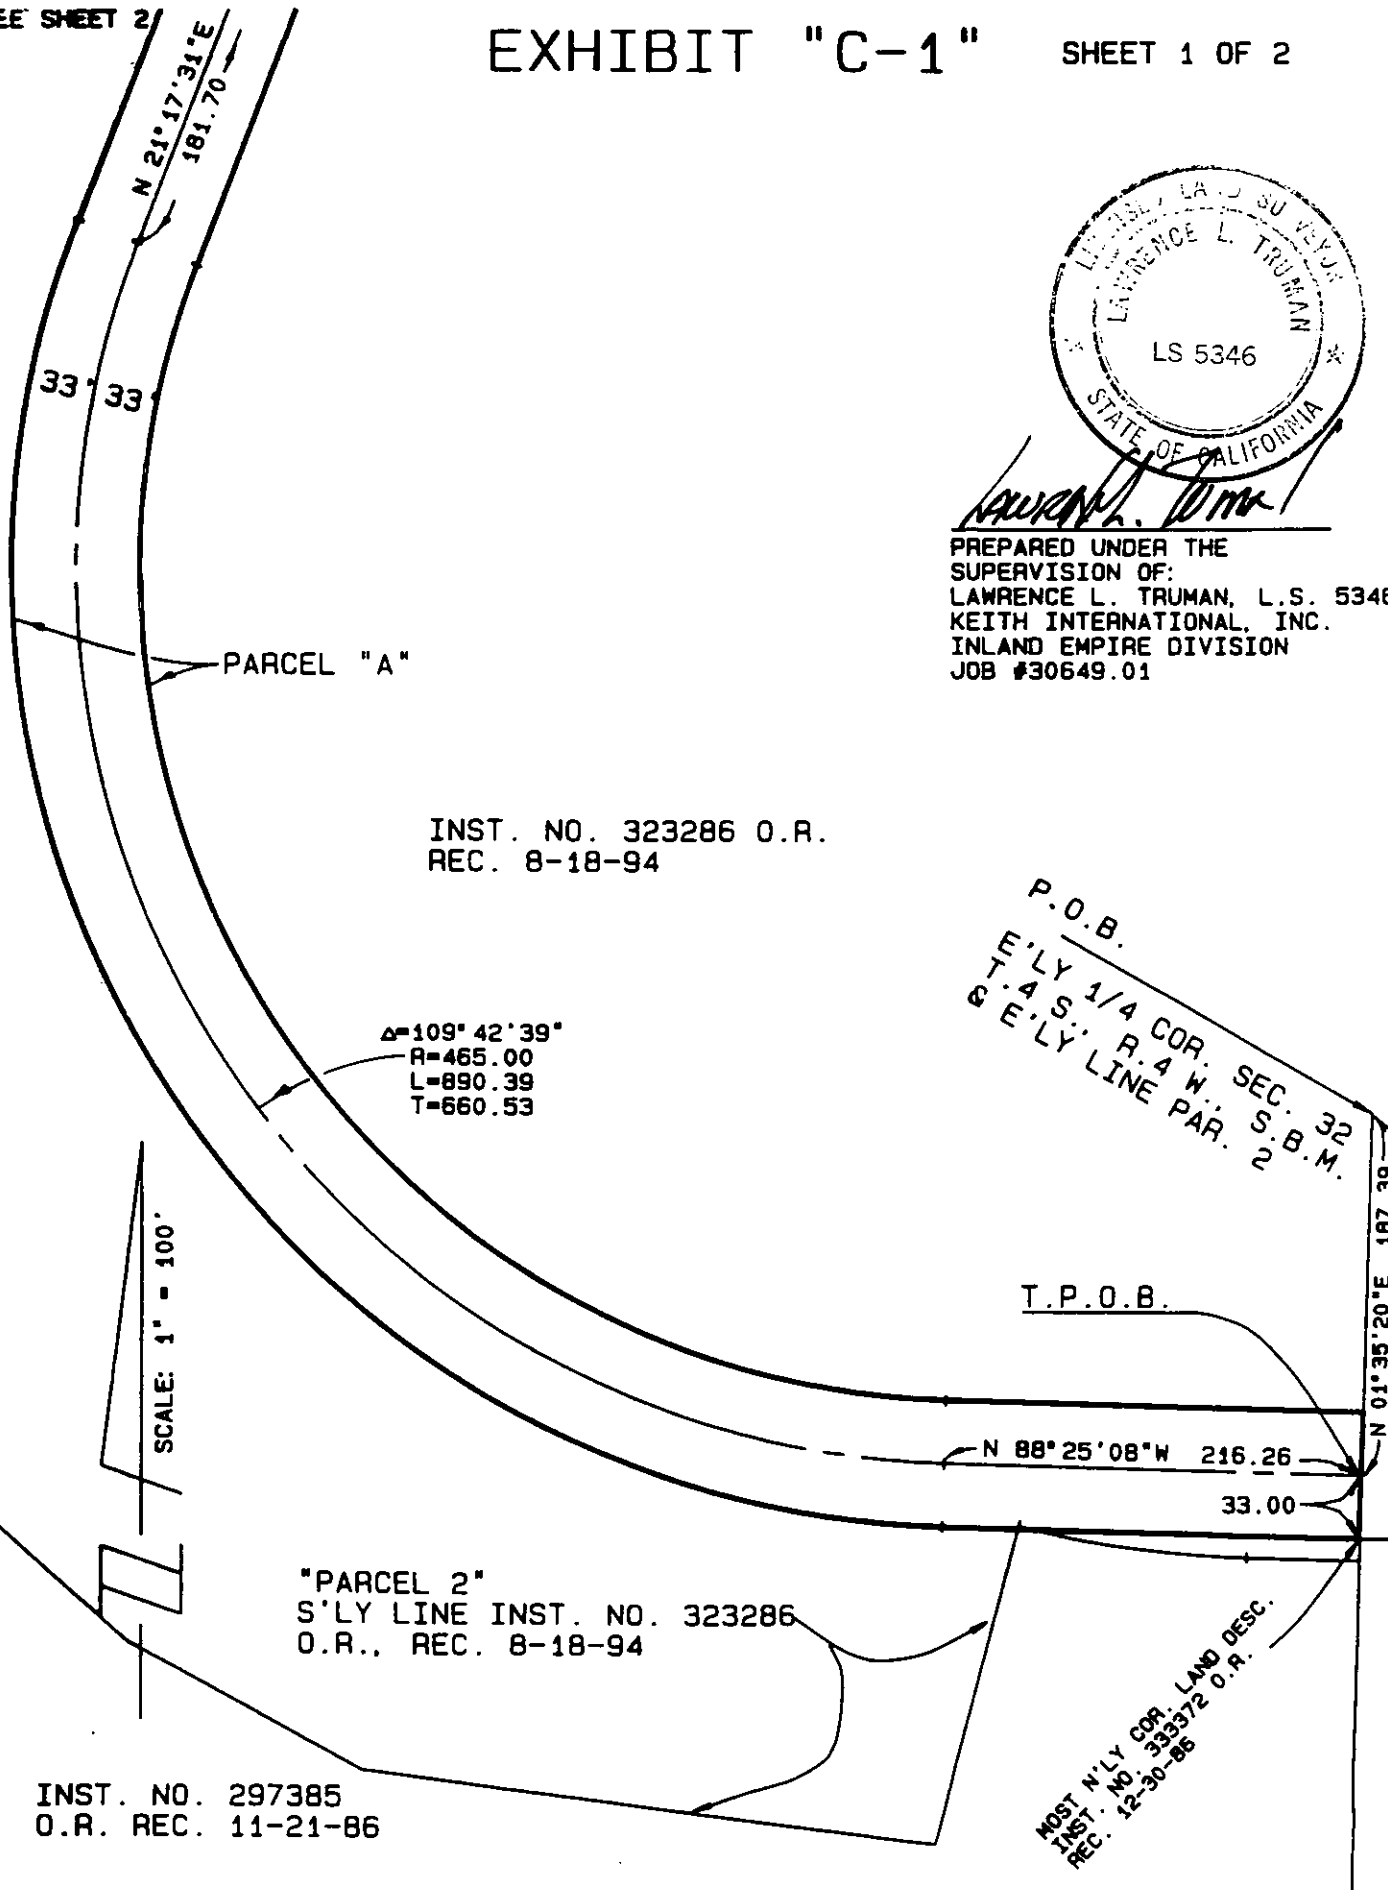 SHEET 2
EXHIBIT "C-1"
SHEET 1 OF 2
N 21°17'31"E
181.70
LAWRENCE L. TRUMAN
LS 5346
STATE OF CALIFORNIA
33' 33'
PREPARED UNDER THE
SUPERVISION OF:
LAWRENCE L. TRUMAN, L.S. 5346
KEITH INTERNATIONAL, INC.
INLAND EMPIRE DIVISION
JOB #30649.01
PARCEL "A"
INST. NO. 323286 O.R.
REC. 8-18-94
P.O.B.
E'LY 1/4 COR. SEC. 32
T.4 S., R.4 W., S.B.M.
& E'LY LINE PAR. 2
Δ=109°42'39"
R=465.00
L=890.39
T=660.53
N 01°35'20"E 187.39
SCALE: 1" = 100'
T.P.O.B.
N 88°25'08"W 216.26
33.00
"PARCEL 2"
S'LY LINE INST. NO. 323286
O.R., REC. 8-18-94
MOST N'LY COR. LAND DESC.
INST. NO. 333372 O.R.
REC. 12-30-86
INST. NO. 297385
O.R. REC. 11-21-86